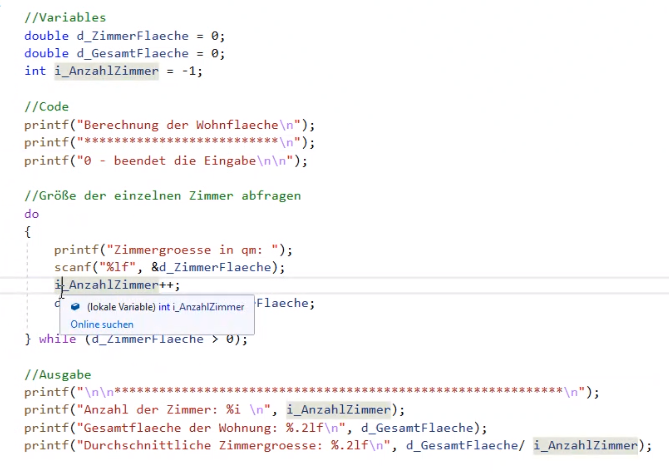 //Variables
double d_ZimmerFlaeche = 0;
double d_GesamtFlaeche = 0;
int i_AnzahlZimmer = -1;
//Code
printf("Berechnung der Wohnflaeche\n");
printf("**************************\n");
printf("0 - beendet die Eingabe\n\n");
//Größe der einzelnen Zimmer abfragen
do
{
printf("Zimmergroesse in qm: ");
scanf("%lf", &d_ZimmerFlaeche);
i_AnzahlZimmer++;
Flaeche;
(lokale Variable) int i_AnzahlZimmer
Online suchen
} while (d_ZimmerFlaeche > 0);
//Ausgabe
printf("\n\n************************************************************\n");
printf("Anzahl der Zimmer: %i \n", i_AnzahlZimmer);
printf("Gesamtflaeche der Wohnung: %.2lf\n", d_GesamtFlaeche);
printf("Durchschnittliche Zimmergroesse: %.2lf\n", d_GesamtFlaeche/ i_AnzahlZimmer);